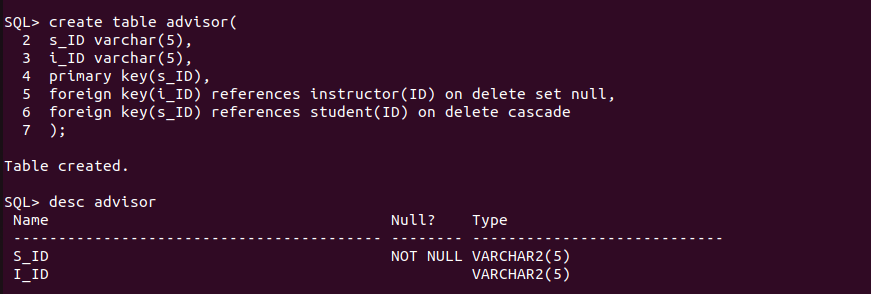 SQL> create table advisor(
  2  s_ID varchar(5),
  3  i_ID varchar(5),
  4  primary key(s_ID),
  5  foreign key(i_ID) references instructor(ID) on delete set null,
  6  foreign key(s_ID) references student(ID) on delete cascade
  7  );
Table created.
SQL> desc advisor
 Name                                      Null?    Type
 ----------------------------------------- -------- ----------------------------
 S_ID                                      NOT NULL VARCHAR2(5)
 I_ID                                               VARCHAR2(5)